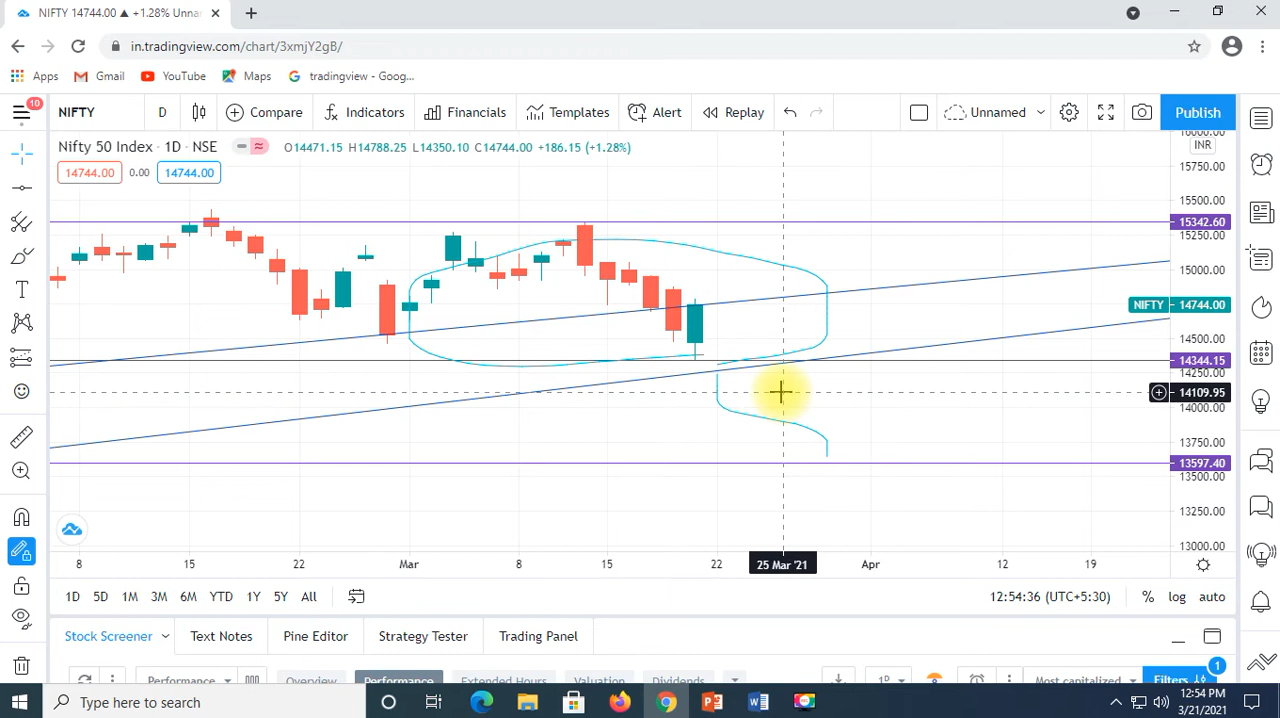 NIFTY 14744.00 ▲ +1.28% Unna
in.tradingview.com/chart/3xmjY2gB/
Apps Gmail YouTube Maps tradingview - Goog...
10
NIFTY D Compare Indicators Financials Templates Alert Replay Unnamed Publish
16000.00
Nifty 50 Index · 1D · NSE O14471.15 H14788.25 L14350.10 C14744.00 +186.15 (+1.28%)
INR
14744.00 0.00 14744.00
15750.00
15500.00
15342.60
15250.00
15000.00
NIFTY 14744.00
14500.00
14344.15
14250.00
14109.95
14000.00
13750.00
13597.40
13500.00
13250.00
13000.00
8 15 22 Mar 8 15 22 25 Mar '21 Apr 12 19
1D 5D 1M 3M 6M YTD 1Y 5Y All 12:54:36 (UTC+5:30) % log auto
Stock Screener Text Notes Pine Editor Strategy Tester Trading Panel
1
Performance Overview Performance Extended Hours Valuation Dividends 1D Most capitalized Filters
Type here to search
12:54 PM
3/21/2021